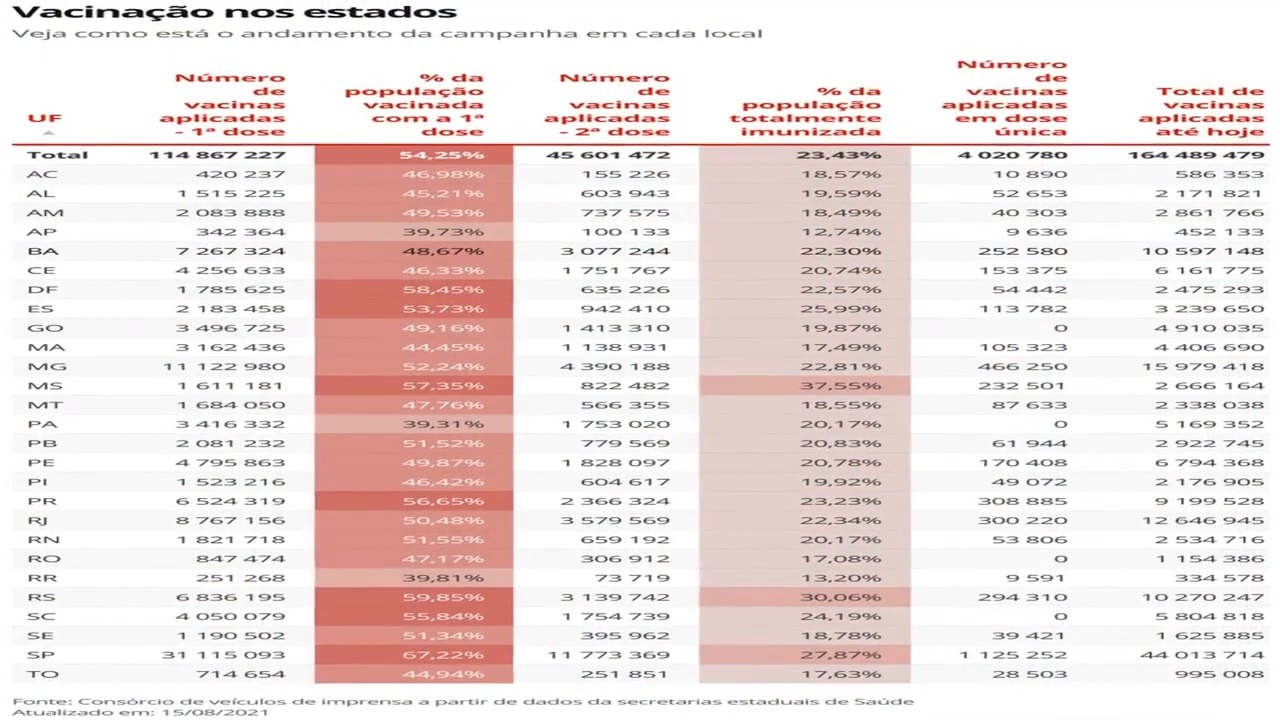 Vacinação nos estados
Veja como está o andamento da campanha em cada local
UF Número de vacinas aplicadas - 1ª dose % da população vacinada com a 1ª dose Número de vacinas aplicadas - 2ª dose % da população totalmente imunizada Número de vacinas aplicadas em dose única Total de vacinas aplicadas até hoje
Total 114 867 227 54,25% 45 601 472 23,43% 4 020 780 164 489 479
AC 420 237 46,98% 155 226 18,57% 10 890 586 353
AL 1 515 225 45,21% 603 943 19,59% 52 653 2 171 821
AM 2 083 888 49,53% 737 575 18,49% 40 303 2 861 766
AP 342 364 39,73% 100 133 12,74% 9 636 452 133
BA 7 267 324 48,67% 3 077 244 22,30% 252 580 10 597 148
CE 4 256 633 46,33% 1 751 767 20,74% 153 375 6 161 775
DF 1 785 625 58,45% 635 226 22,57% 54 442 2 475 293
ES 2 183 458 53,73% 942 410 25,99% 113 782 3 239 650
GO 3 496 725 49,16% 1 413 310 19,87% 0 4 910 035
MA 3 162 436 44,45% 1 138 931 17,49% 105 323 4 406 690
MG 11 122 980 52,24% 4 390 188 22,81% 466 250 15 979 418
MS 1 611 181 57,35% 822 482 37,55% 232 501 2 666 164
MT 1 684 050 47,76% 566 355 18,55% 87 633 2 338 038
PA 3 416 332 39,31% 1 753 020 20,17% 0 5 169 352
PB 2 081 232 51,52% 779 569 20,83% 61 944 2 922 745
PE 4 795 863 49,87% 1 828 097 20,78% 170 408 6 794 368
PI 1 523 216 46,42% 604 617 19,92% 49 072 2 176 905
PR 6 524 319 56,65% 2 366 324 23,23% 308 885 9 199 528
RJ 8 767 156 50,48% 3 579 569 22,34% 300 220 12 646 945
RN 1 821 718 51,55% 659 192 20,17% 53 806 2 534 716
RO 847 474 47,17% 306 912 17,08% 0 1 154 386
RR 251 268 39,81% 73 719 13,20% 9 591 334 578
RS 6 836 195 59,85% 3 139 742 30,06% 294 310 10 270 247
SC 4 050 079 55,84% 1 754 739 24,19% 0 5 804 818
SE 1 190 502 51,34% 395 962 18,78% 39 421 1 625 885
SP 31 115 093 67,22% 11 773 369 27,87% 1 125 252 44 013 714
TO 714 654 44,94% 251 851 17,63% 28 503 995 008
Fonte: Consórcio de veículos de imprensa a partir de dados da secretarias estaduais de Saúde
Atualizado em: 15/08/2021